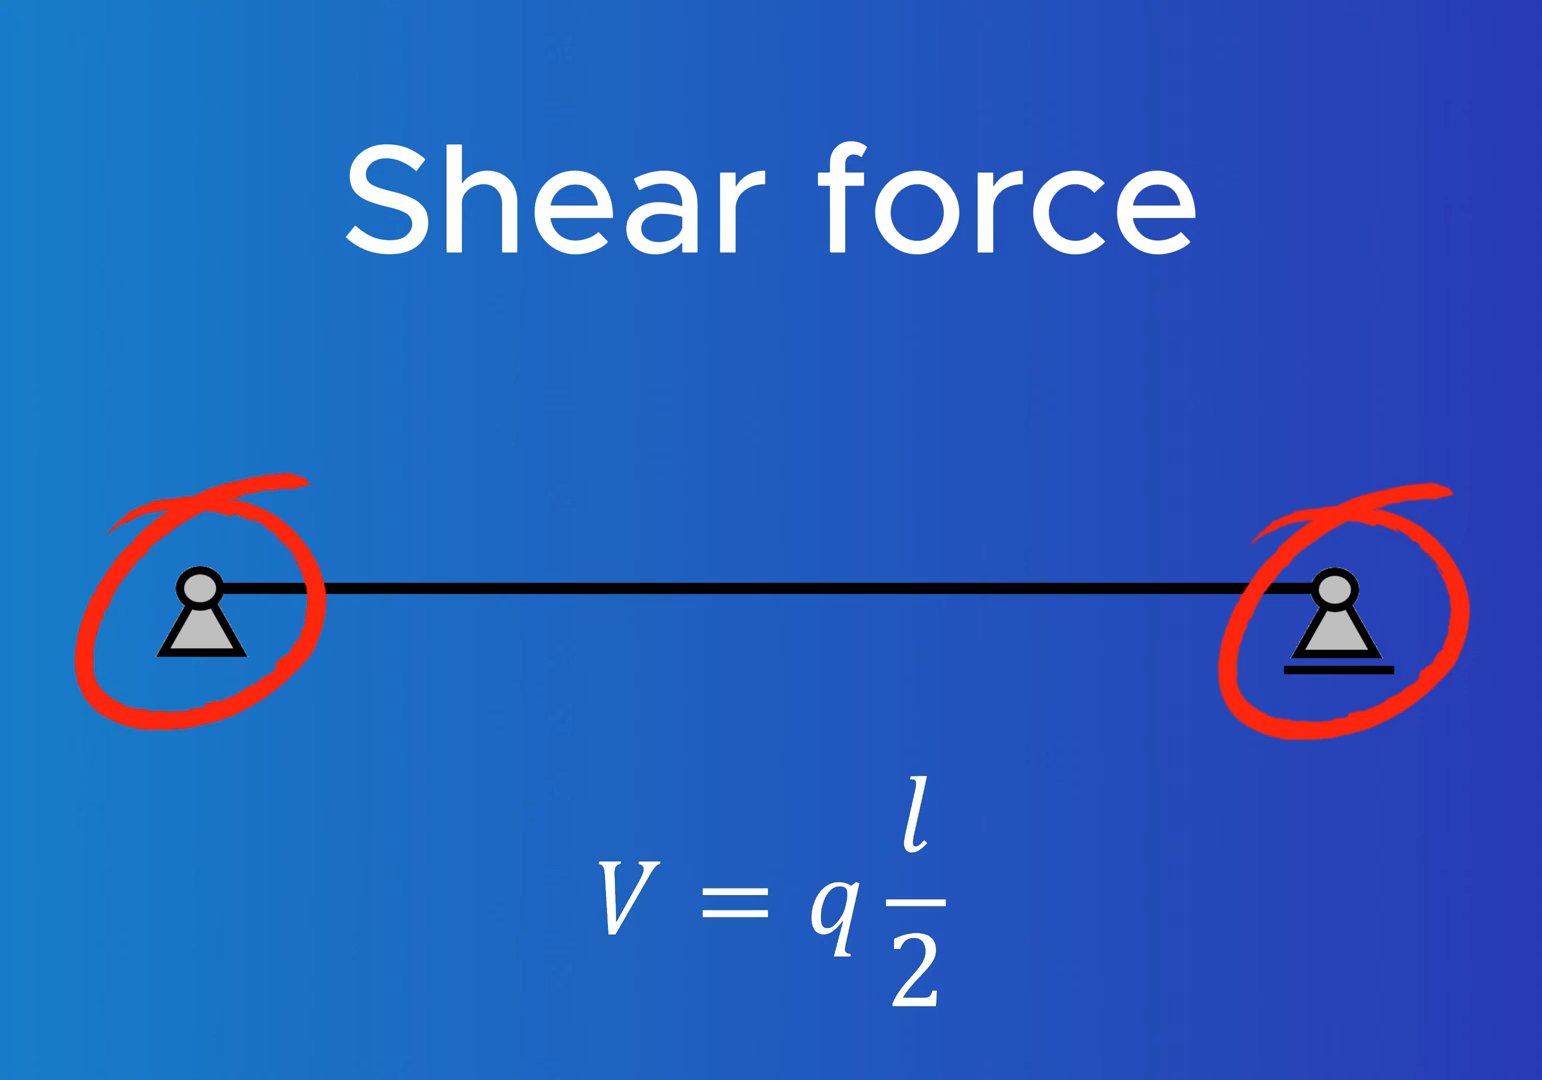 Shear force
V = q l/2